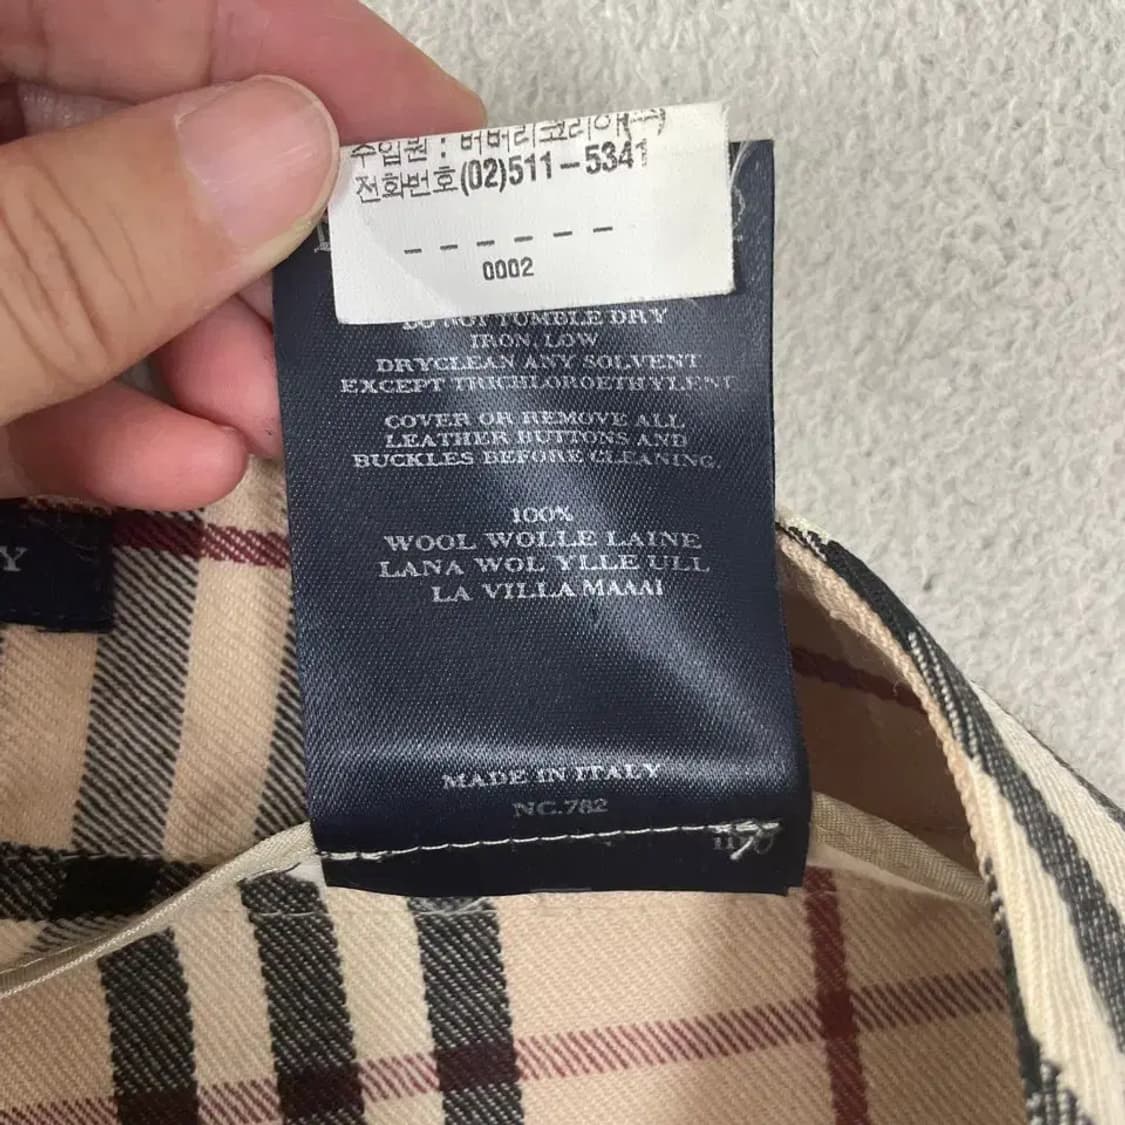 수입원 : 버버리코리아(주)
전화번호(02)511-5341
– – – – – –
0002
DO NOT TUMBLE DRY
IRON, LOW
DRYCLEAN ANY SOLVENT
EXCEPT TRICHLOROETHYLENE
COVER OR REMOVE ALL
LEATHER BUTTONS AND
BUCKLES BEFORE CLEANING.
100%
WOOL WOLLE LAINE
LANA WOL YLLE ULL
LA VILLA ΜΑΛΛΙ
MADE IN ITALY
NC.782
Y